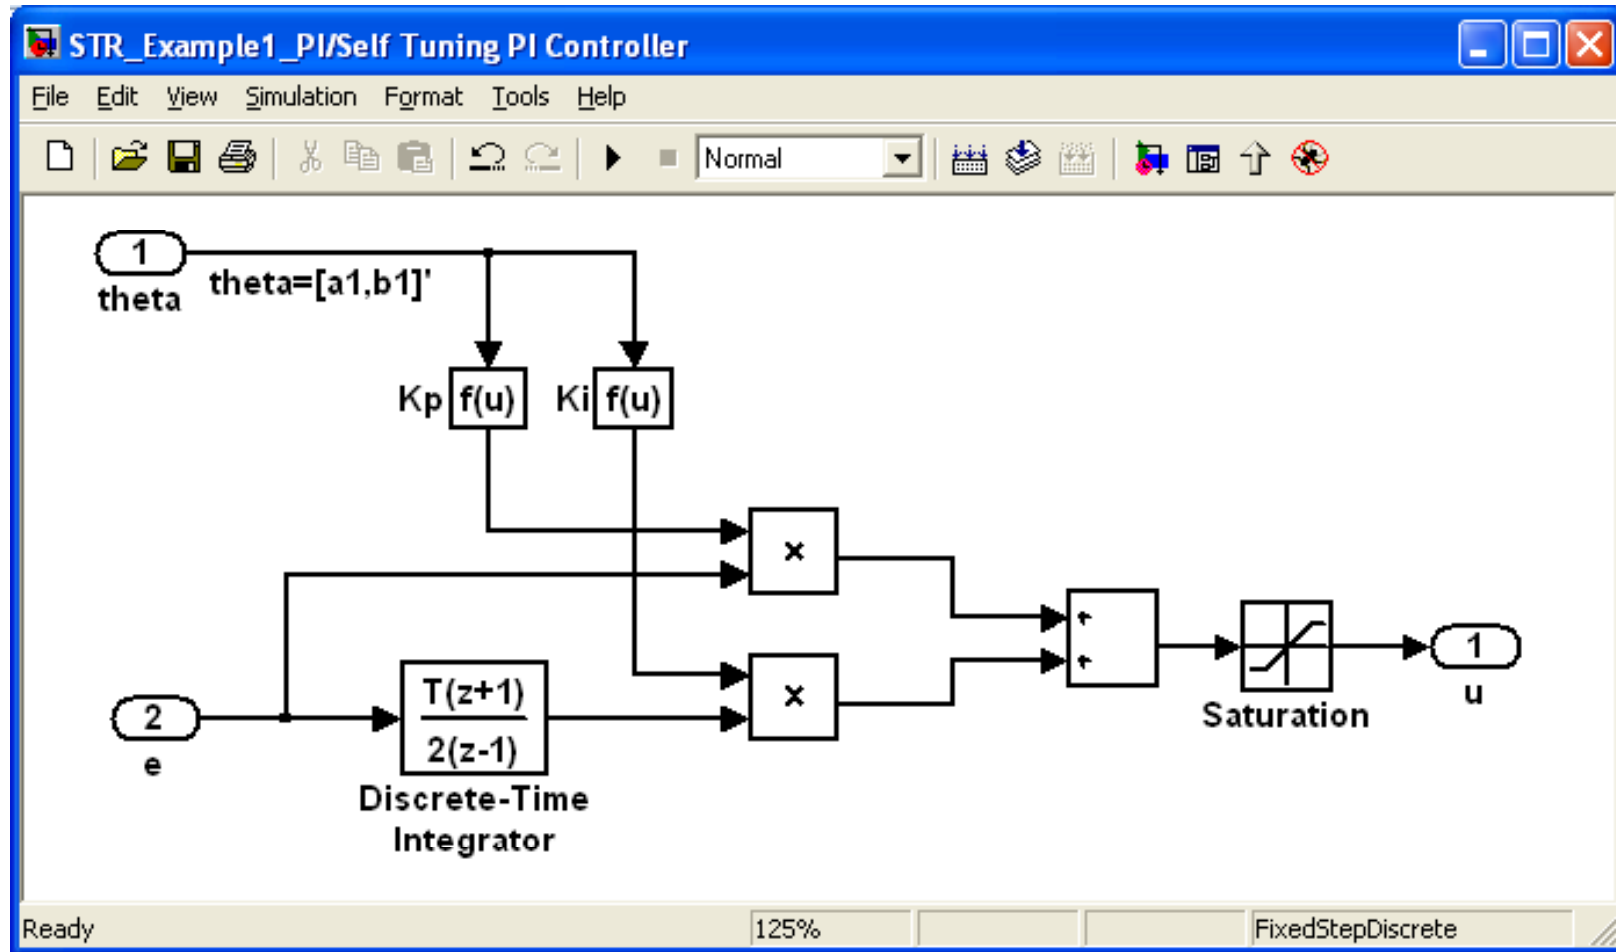 STR_Example1_PI/Self Tuning PI Controller
File Edit View Simulation Format Tools Help
Normal
1
theta
theta=[a1,b1]'
Kp f(u) Ki f(u)
×
×
2
e
T(z+1)
2(z-1)
Discrete-Time
Integrator
+
+
Saturation
1
u
Ready 125% FixedStepDiscrete